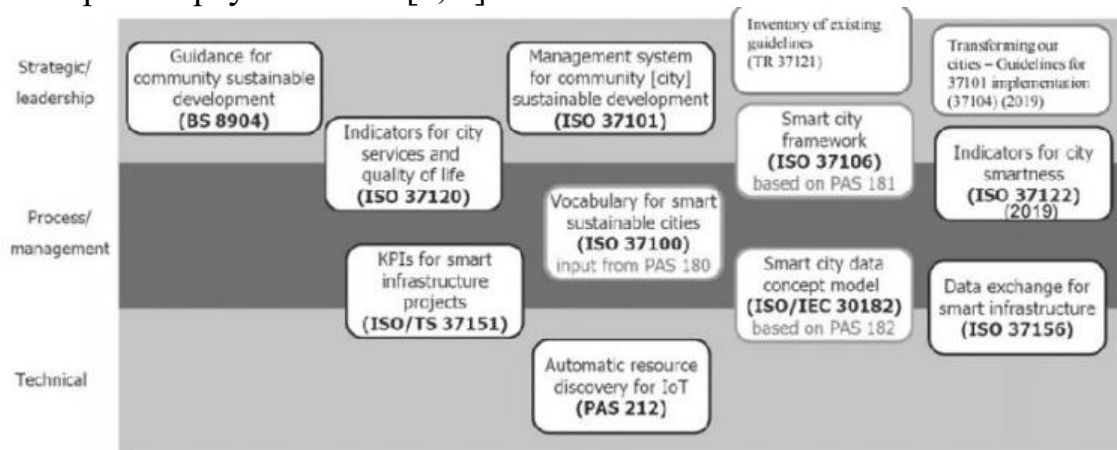 Strategic/
leadership
Guidance for
community sustainable
development
(BS 8904)
Management system
for community [city]
sustainable development
(ISO 37101)
Inventory of existing
guidelines
(TR 37121)
Transforming our
cities – Guidelines for
37101 implementation
(37104) (2019)
Indicators for city
services and
quality of life
(ISO 37120)
Smart city
framework
(ISO 37106)
based on PAS 181
Indicators for city
smartness
(ISO 37122)
(2019)
Process/
management
Vocabulary for smart
sustainable cities
(ISO 37100)
input from PAS 180
KPIs for smart
infrastructure
projects
(ISO/TS 37151)
Smart city data
concept model
(ISO/IEC 30182)
based on PAS 182
Data exchange for
smart infrastructure
(ISO 37156)
Technical
Automatic resource
discovery for IoT
(PAS 212)